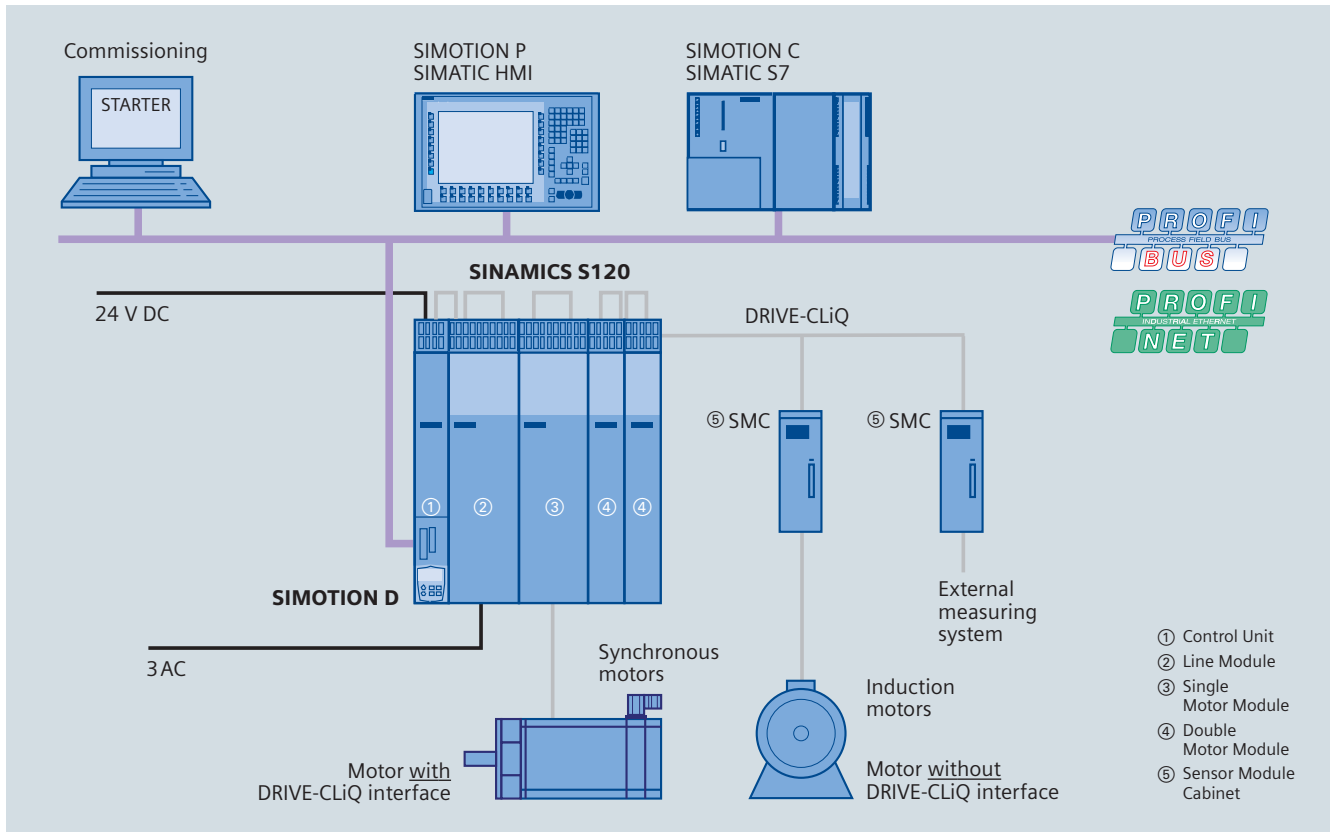 Commissioning
STARTER
SIMOTION P
SIMATIC HMI
SIMOTION C
SIMATIC S7
PROFI
PROCESS FIELD BUS
BUS
PROFI
INDUSTRIAL ETHERNET
NET
SINAMICS S120
24 V DC
DRIVE-CLiQ
⑤ SMC
⑤ SMC
① ② ③ ④ ④
SIMOTION D
3 AC
External
measuring
system
Synchronous
motors
Induction
motors
Motor with
DRIVE-CLiQ interface
Motor without
DRIVE-CLiQ interface
① Control Unit
② Line Module
③ Single
Motor Module
④ Double
Motor Module
⑤ Sensor Module
Cabinet